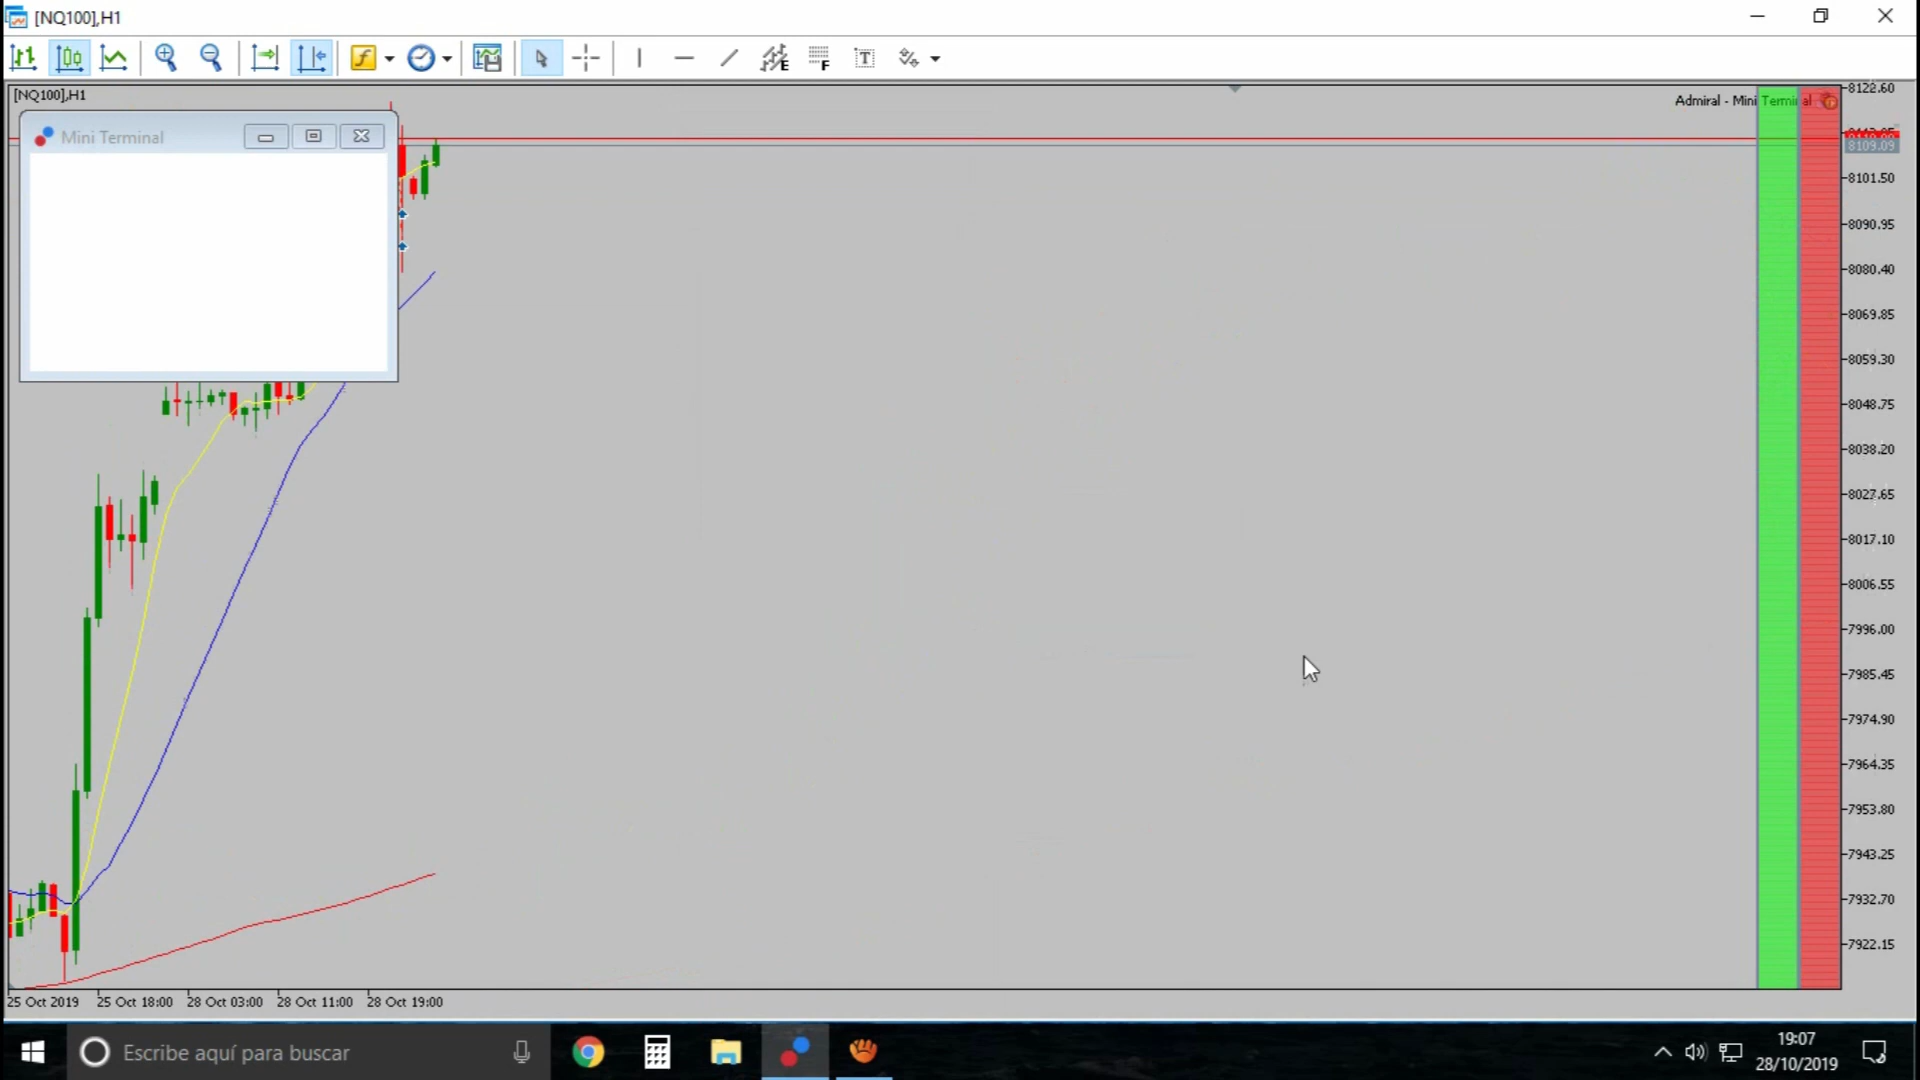 [NQ100],H1
E
F
T
[NQ100],H1
Admiral - Mini Terminal
Mini Terminal
8122.60
8109.09
8101.50
8090.95
8080.40
8069.85
8059.30
8048.75
8038.20
8027.65
8017.10
8006.55
7996.00
7985.45
7974.90
7964.35
7953.80
7943.25
7932.70
7922.15
25 Oct 2019
25 Oct 18:00
28 Oct 03:00
28 Oct 11:00
28 Oct 19:00
Escribe aquí para buscar
19:07
28/10/2019